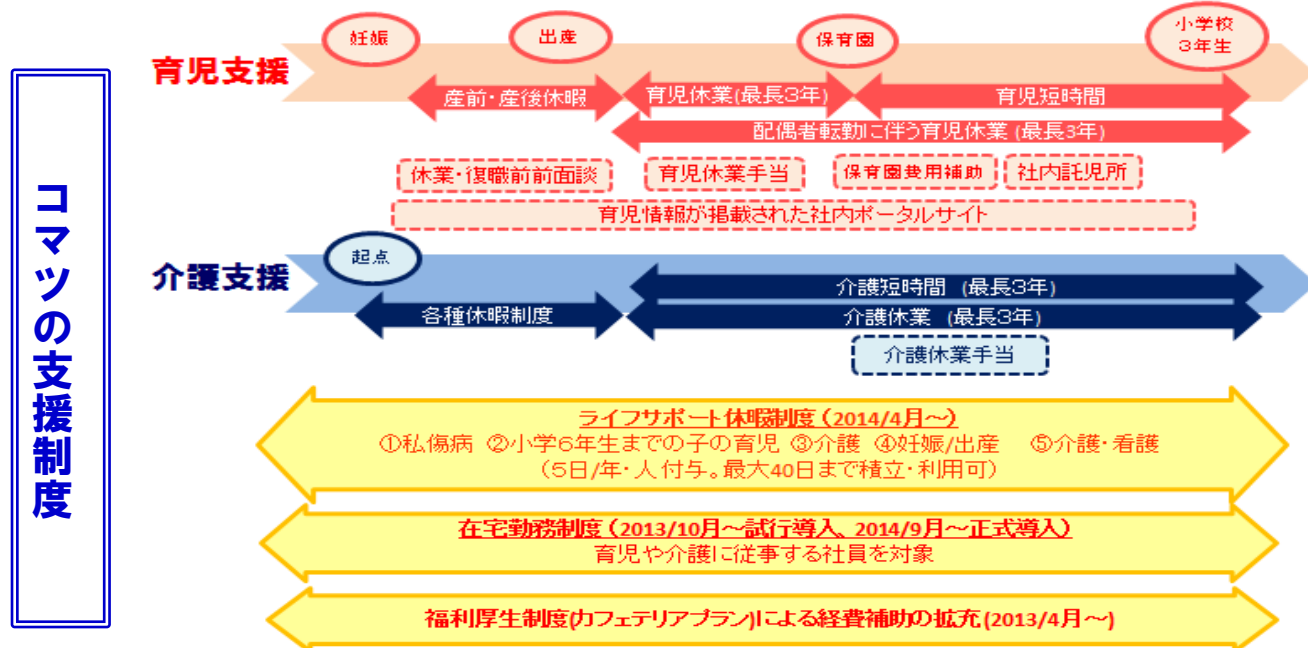 コマツの支援制度
妊娠
出産
保育園
小学校
3年生
育児支援
産前・産後休暇
育児休業(最長3年)
育児短時間
配偶者転勤に伴う育児休業 (最長3年)
休業・復職前前面談
育児休業手当
保育園費用補助
社内託児所
育児情報が掲載された社内ポータルサイト
起点
介護支援
介護短時間 (最長3年)
各種休暇制度
介護休業 (最長3年)
介護休業手当
ライフサポート休暇制度 (2014/4月～)
①私傷病 ②小学6年生までの子の育児 ③介護 ④妊娠/出産 ⑤介護・看護
(5日/年・人付与。最大40日まで積立・利用可)
在宅勤務制度 (2013/10月～試行導入、2014/9月～正式導入)
育児や介護に従事する社員を対象
福利厚生制度(カフェテリアプラン)による経費補助の拡充 (2013/4月～)